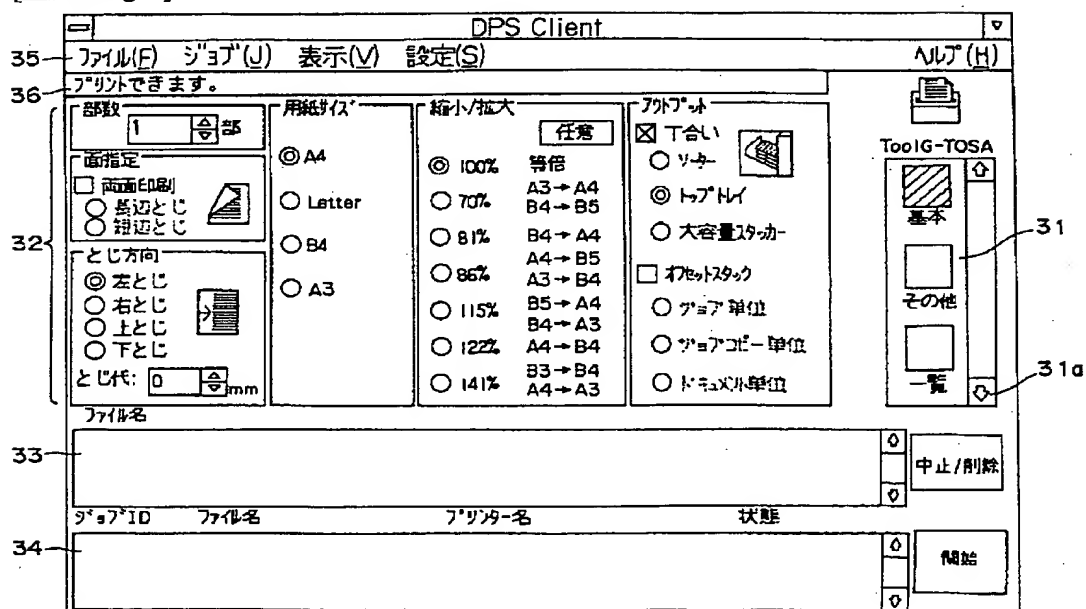 DPS Client
35 ファイル(F) ジョブ(J) 表示(V) 設定(S) ヘルプ(H)
36 プリントできます。
32
部数
1 部
面指定
両面印刷
長辺とじ
短辺とじ
とじ方向
左とじ
右とじ
上とじ
下とじ
とじ代: 0 mm
用紙サイズ
A4
Letter
B4
A3
縮小/拡大
任意
100% 等倍
70% A3→A4
B4→B5
81% B4→A4
86% A4→B5
A3→B4
115% B5→A4
B4→A3
122% A4→B4
141% B3→B4
A4→A3
アウトプット
丁合い
ソーター
トップトレイ
大容量スタッカー
オフセットスタック
ジョブ単位
ジョブコピー単位
ドキュメント単位
ToolG-TOSA
基本
その他
一覧
31
31a
ファイル名
33
中止/削除
ジョブID ファイル名 プリンター名 状態
34
開始